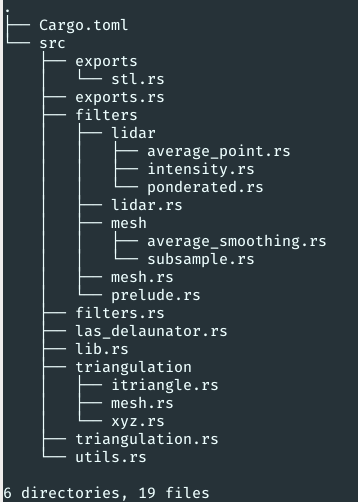 .
├── Cargo.toml
└── src
    ├── exports
    │   └── stl.rs
    ├── exports.rs
    ├── filters
    │   ├── lidar
    │   │   ├── average_point.rs
    │   │   ├── intensity.rs
    │   │   └── ponderated.rs
    │   ├── lidar.rs
    │   ├── mesh
    │   │   ├── average_smoothing.rs
    │   │   └── subsample.rs
    │   ├── mesh.rs
    │   └── prelude.rs
    ├── filters.rs
    ├── las_delaunator.rs
    ├── lib.rs
    ├── triangulation
    │   ├── itriangle.rs
    │   ├── mesh.rs
    │   └── xyz.rs
    ├── triangulation.rs
    └── utils.rs

6 directories, 19 files